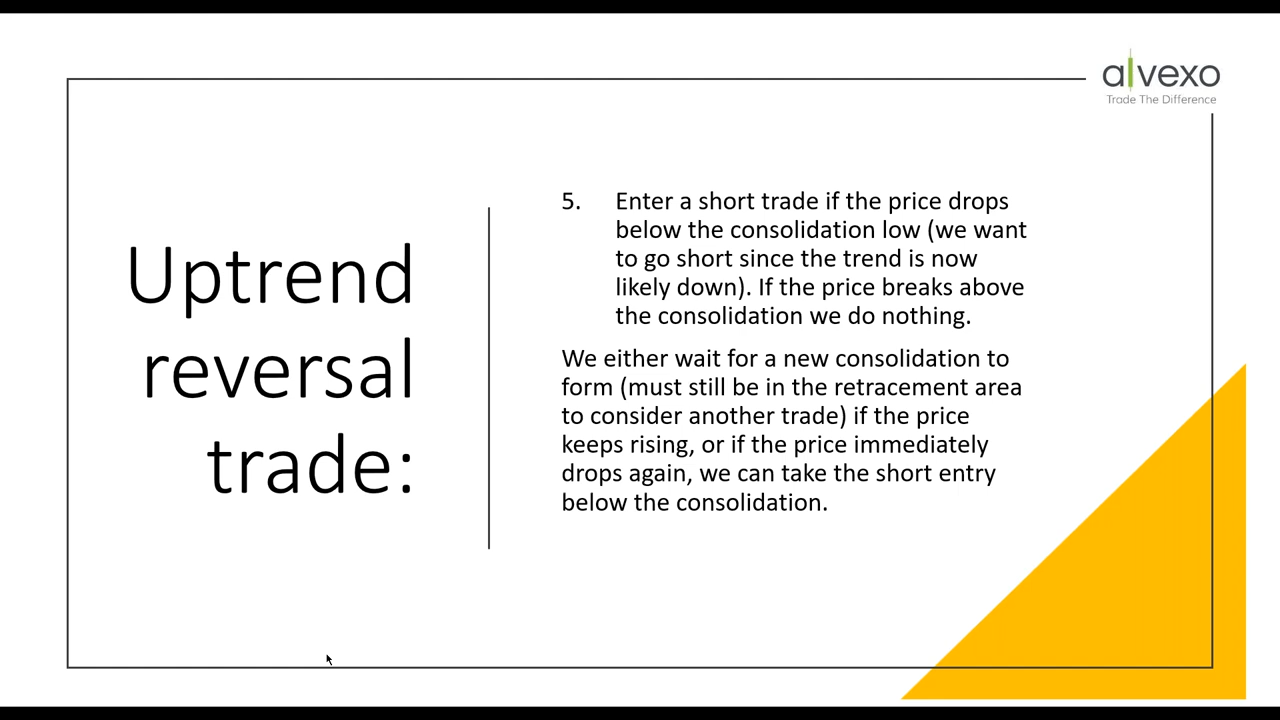 alvexo
Trade The Difference
Uptrend
reversal
trade:
5. Enter a short trade if the price drops
below the consolidation low (we want
to go short since the trend is now
likely down). If the price breaks above
the consolidation we do nothing.
We either wait for a new consolidation to
form (must still be in the retracement area
to consider another trade) if the price
keeps rising, or if the price immediately
drops again, we can take the short entry
below the consolidation.